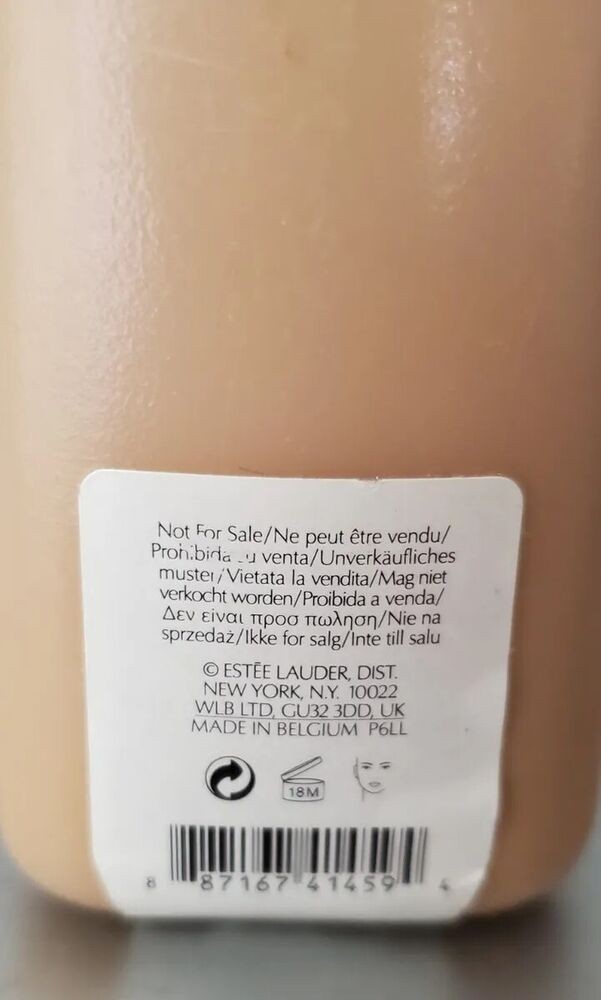 Not For Sale/Ne peut être vendu/
Prohibida u venta/Unverkäufliches
muster/Vietata la vendita/Mag niet
verkocht worden/Proibida a venda/
Δεν είναι προσ πωληση/Nie na
sprzedaż/Ikke for salg/Inte till salu
© ESTĒE LAUDER, DIST.
NEW YORK, N.Y. 10022
WLB LTD, GU32 3DD, UK
MADE IN BELGIUM P6LL
18M
8 87167 41459 4